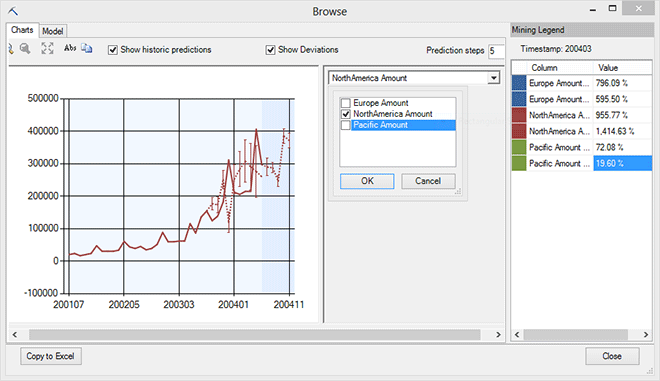 Browse
Charts Model
Abs Show historic predictions Show Deviations Prediction steps 5
500000
400000
300000
200000
100000
0
-100000
200107 200205 200303 200401 200411
NorthAmerica Amount
Europe Amount
NorthAmerica Amount
Pacific Amount
OK Cancel
Mining Legend
Timestamp: 200403
Column Value
Europe Amount... 796.09 %
Europe Amount... 595.50 %
NorthAmerica A... 955.77 %
NorthAmerica A... 1,414.63 %
Pacific Amount ... 72.08 %
Pacific Amount ... 19.60 %
Copy to Excel Close